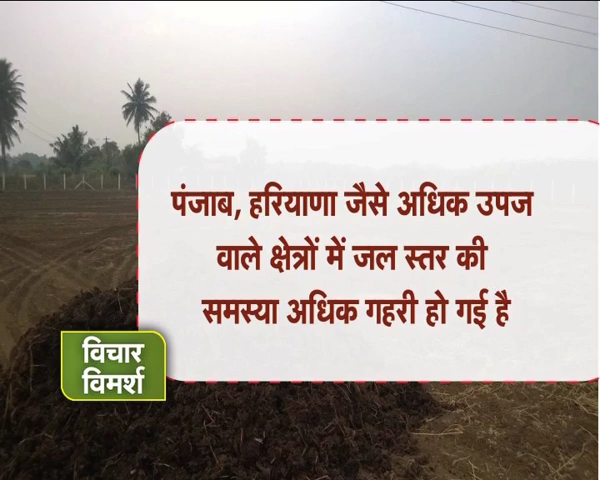 पंजाब, हरियाणा जैसे अधिक उपज
वाले क्षेत्रों में जल स्तर की
समस्या अधिक गहरी हो गई है
विचार
विमर्श